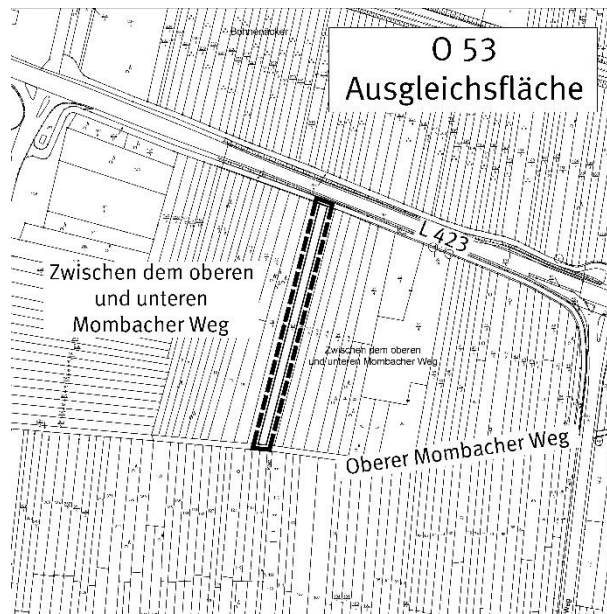 Bohnenäcker
O 53
Ausgleichsfläche
L 423
Zwischen dem oberen
und unteren
Mombacher Weg
Zwischen dem oberen
und unteren Mombacher Weg
Oberer Mombacher Weg